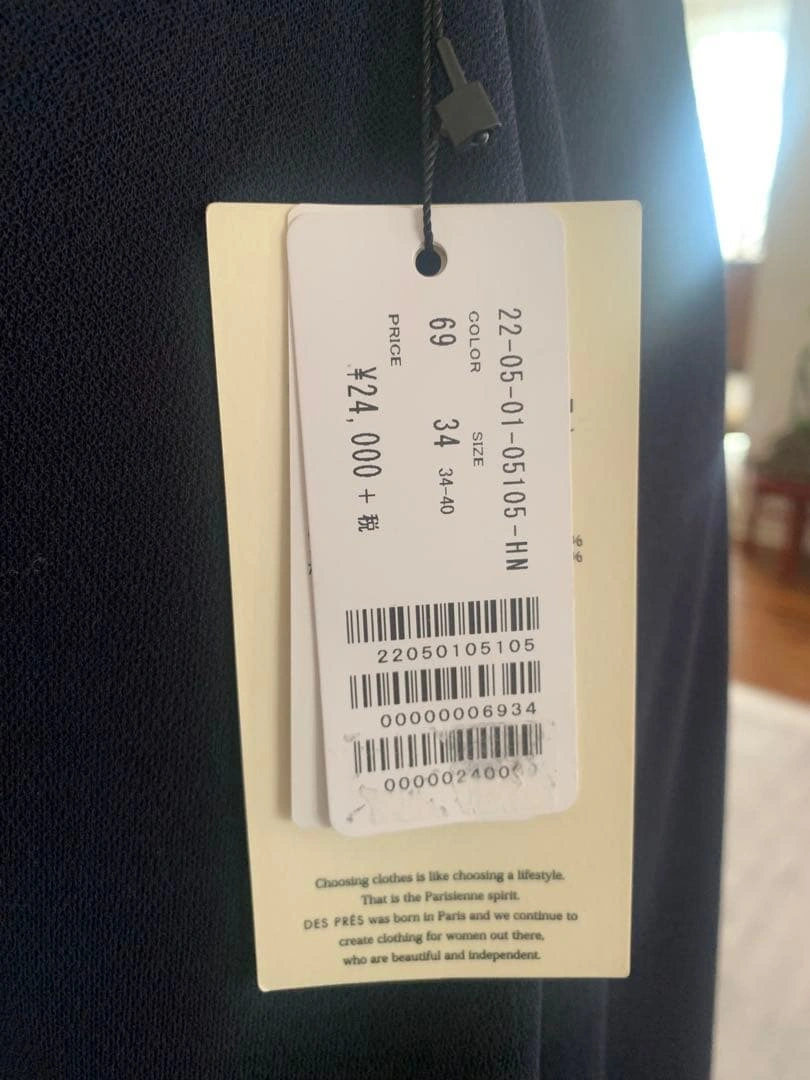 22-05-01-05105-HN
COLOR SIZE
69 34 34-40
PRICE
¥24,000 + 税
22050105105
00000006934
000002400
Choosing clothes is like choosing a lifestyle.
That is the Parisienne spirit.
DES PRÉS was born in Paris and we continue to
create clothing for women out there,
who are beautiful and independent.